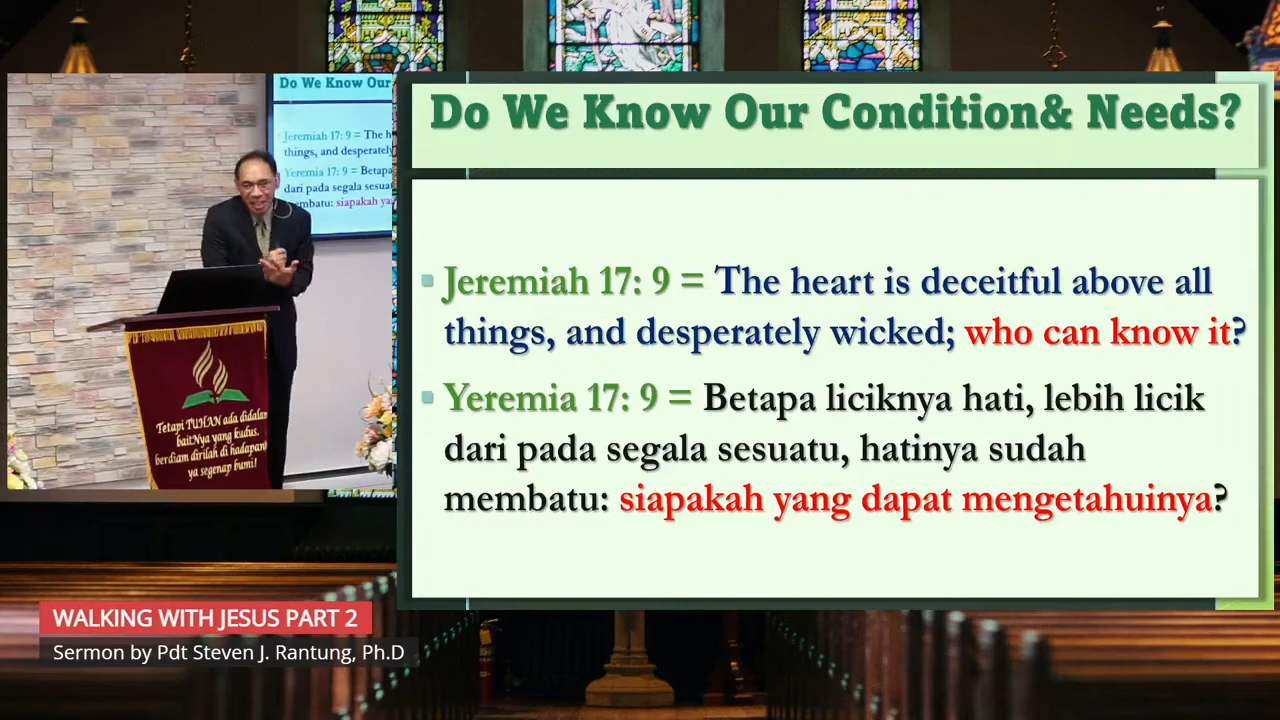 Do We Know Our Condition& Needs?
Jeremiah 17: 9 = The heart is deceitful above all
things, and desperately wicked; who can know it?
Yeremia 17: 9 = Betapa liciknya hati, lebih licik
dari pada segala sesuatu, hatinya sudah
membatu: siapakah yang dapat mengetahuinya?
Do We Know Our
Jeremiah 17: 9 = The h
things, and desperately
Yeremia 17: 9 = Betapa
dari pada segala sesuat
membatu: siapakah ya
Tetapi TUHAN ada didalam
baitNya yang kudus.
berdiam dirilah di hadapan
ya segenap bumi!
WALKING WITH JESUS PART 2
Sermon by Pdt Steven J. Rantung, Ph.D